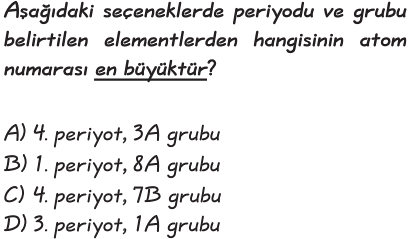 Aşağıdaki seçeneklerde periyodu ve grubu
belirtilen elementlerden hangisinin atom
numarası en büyüktür?
A) 4. periyot, 3A grubu
B) 1. periyot, 8A grubu
C) 4. periyot, 7B grubu
D) 3. periyot, 1A grubu